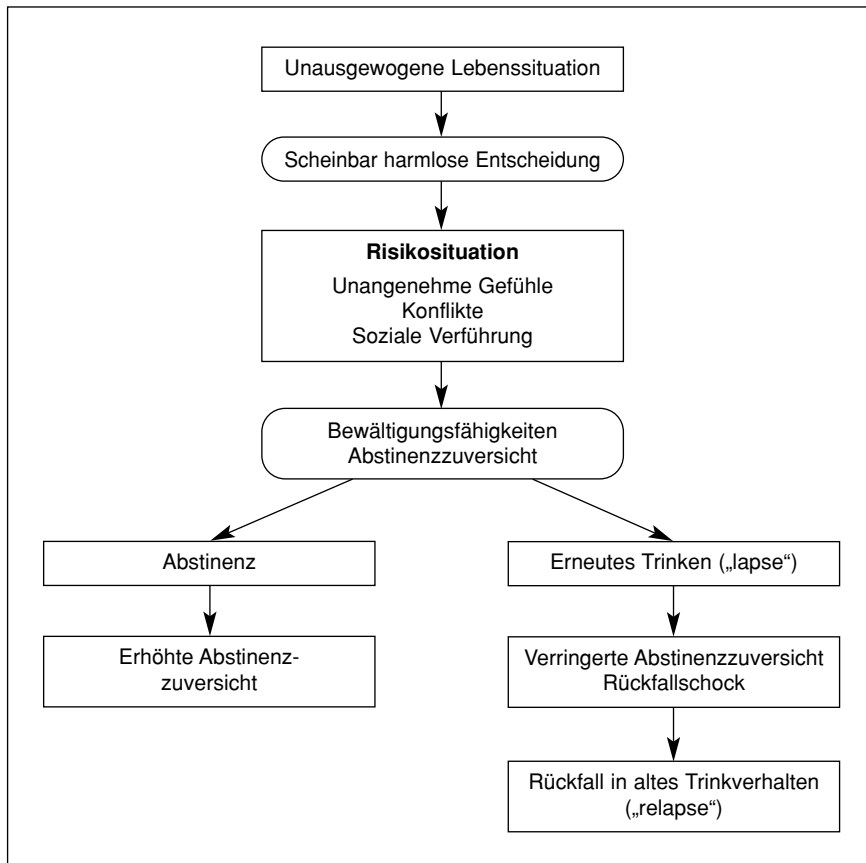 Unausgewogene Lebenssituation
Scheinbar harmlose Entscheidung
Risikosituation
Unangenehme Gefühle
Konflikte
Soziale Verführung
Bewältigungsfähigkeiten
Abstinenzzuversicht
Abstinenz
Erhöhte Abstinenz-
zuversicht
Erneutes Trinken („lapse“)
Verringerte Abstinenzzuversicht
Rückfallschock
Rückfall in altes Trinkverhalten
(„relapse“)